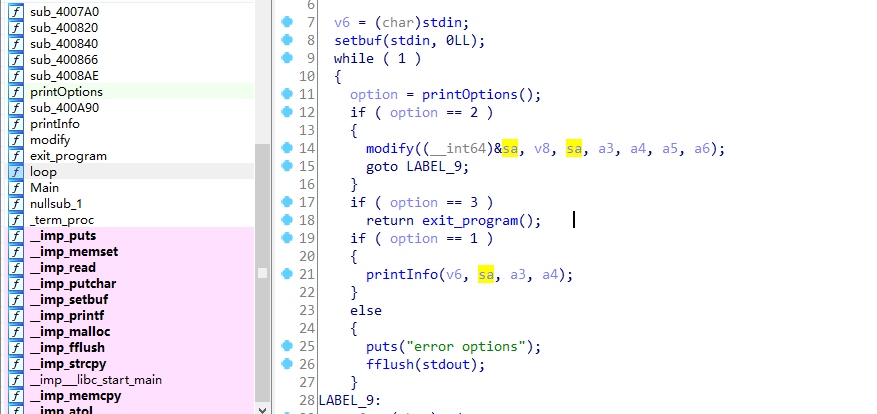 f sub_4007A0
f sub_400820
f sub_400840
f sub_400866
f sub_4008AE
f printOptions
f sub_400A90
f printInfo
f modify
f exit_program
f loop
f Main
f nullsub_1
f _term_proc
f __imp_puts
f __imp_memset
f __imp_read
f __imp_putchar
f __imp_setbuf
f __imp_printf
f __imp_malloc
f __imp_fflush
f __imp_strcpy
f __imp___libc_start_main
f __imp_memcpy
f __imp_atol
6
7 v6 = (char)stdin;
8 setbuf(stdin, 0LL);
9 while ( 1 )
10 {
11 option = printOptions();
12 if ( option == 2 )
13 {
14 modify((__int64)&sa, v8, sa, a3, a4, a5, a6);
15 goto LABEL_9;
16 }
17 if ( option == 3 )
18 return exit_program();
19 if ( option == 1 )
20 {
21 printInfo(v6, sa, a3, a4);
22 }
23 else
24 {
25 puts("error options");
26 fflush(stdout);
27 }
28 LABEL_9: